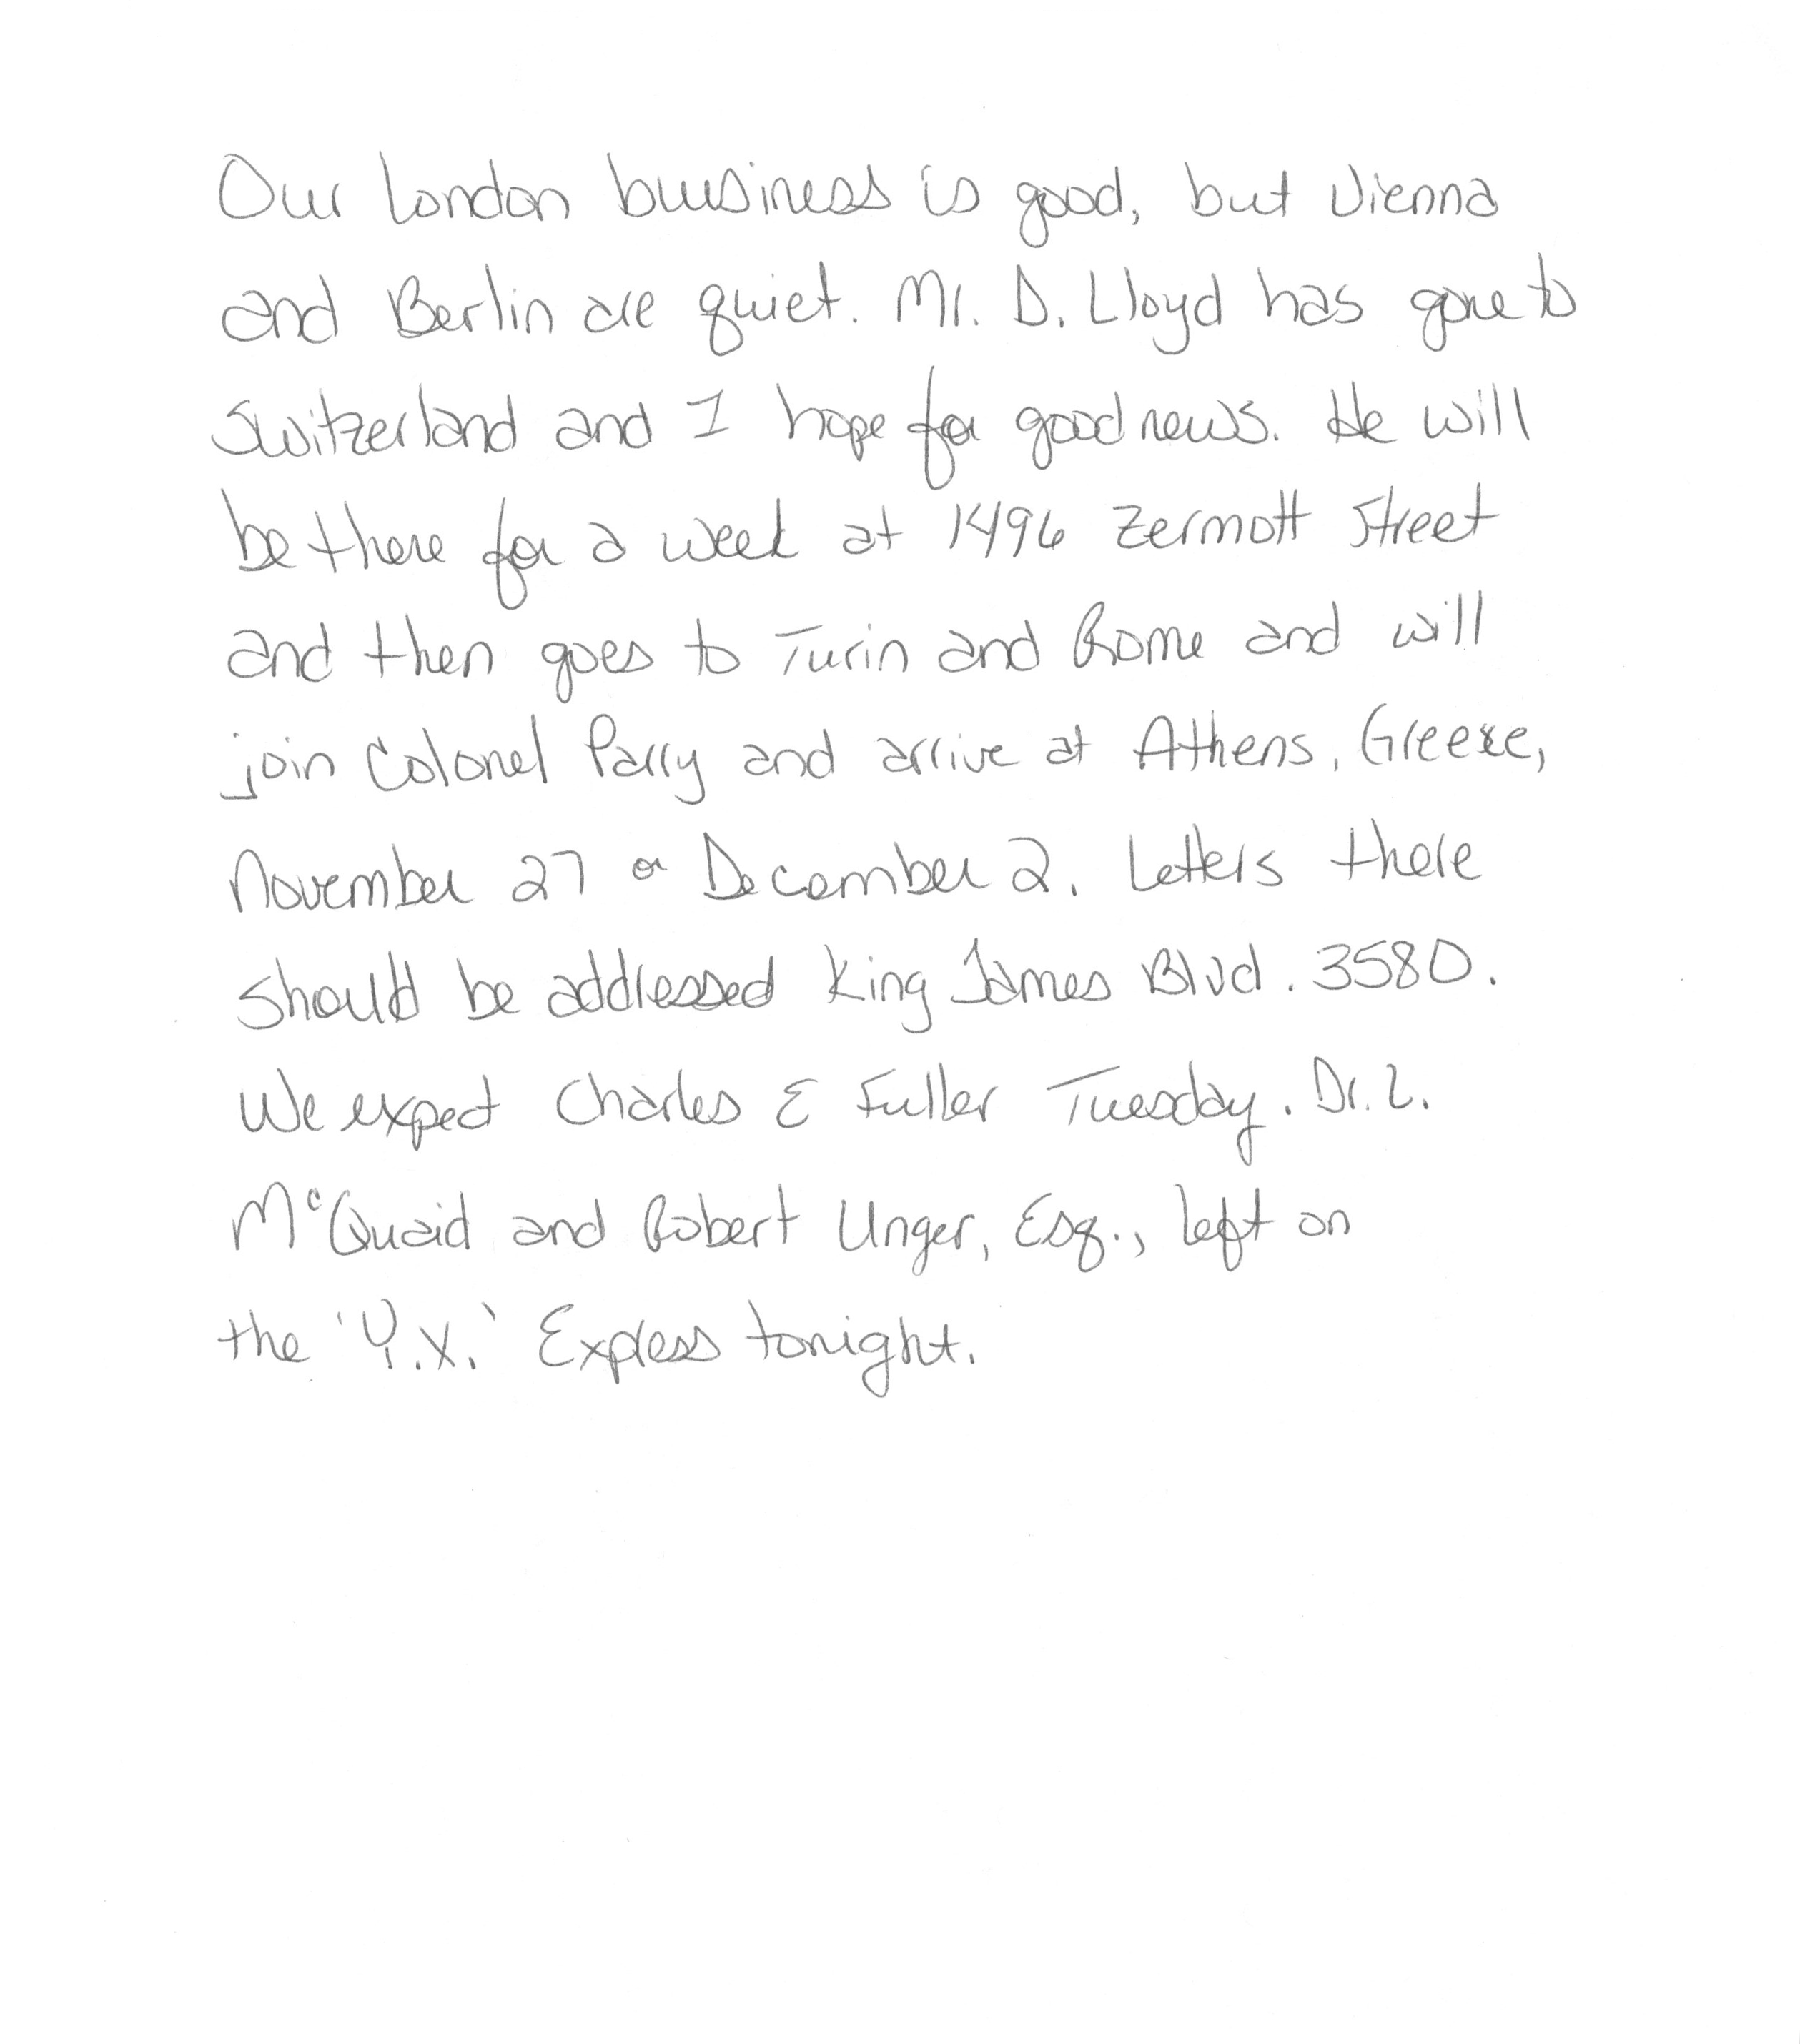 Our London buusiness is good, but Vienna
and Berlin are quiet. Mr. D. Lloyd has gone to
Switzerland and I hope for good news. He will
be there for a week at 1496 Zermott Street
and then goes to Turin and Rome and will
join Colonel Parry and arrive at Athens, Greece,
November 27 or December 2. Letters there
should be addressed King James Blvd. 3580.
We expect Charles E Fuller Tuesday. Dr. L.
McQuaid and Robert Unger, Esq., left on
the 'Y.X.' Express tonight.